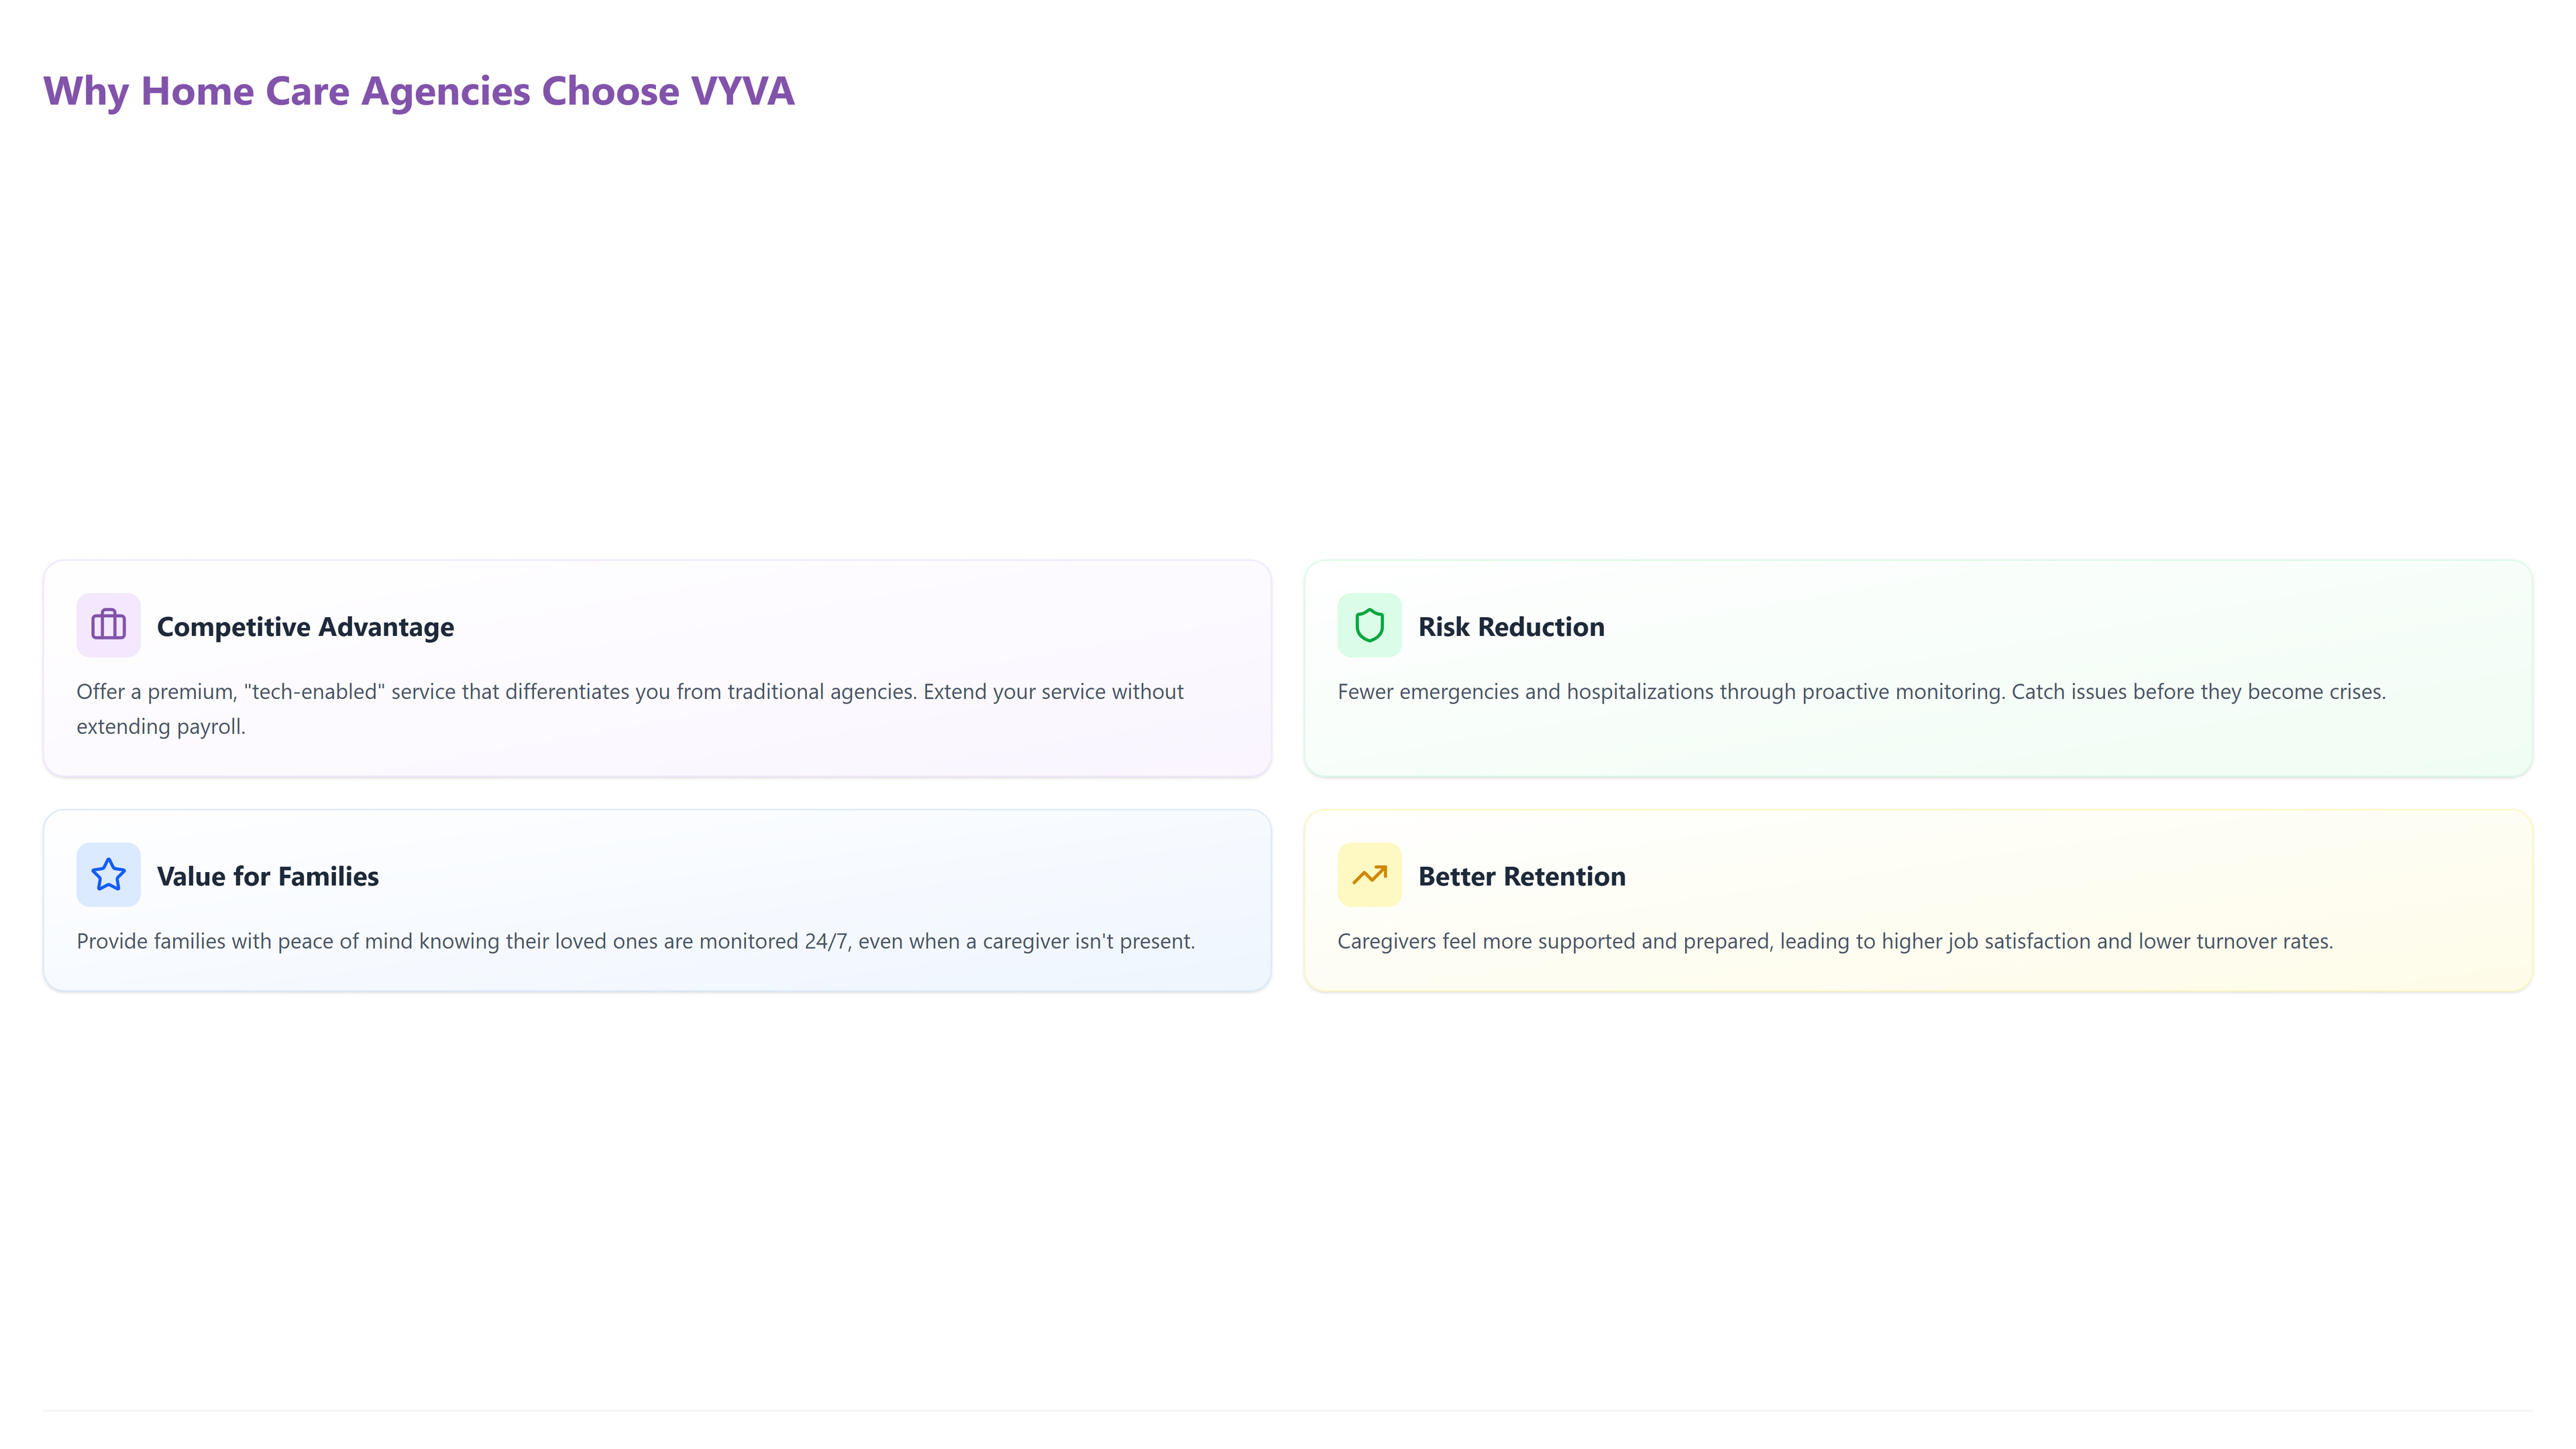 Why Home Care Agencies Choose VYVA
Competitive Advantage
Offer a premium, "tech-enabled" service that differentiates you from traditional agencies. Extend your service without
extending payroll.
Risk Reduction
Fewer emergencies and hospitalizations through proactive monitoring. Catch issues before they become crises.
Value for Families
Provide families with peace of mind knowing their loved ones are monitored 24/7, even when a caregiver isn't present.
Better Retention
Caregivers feel more supported and prepared, leading to higher job satisfaction and lower turnover rates.